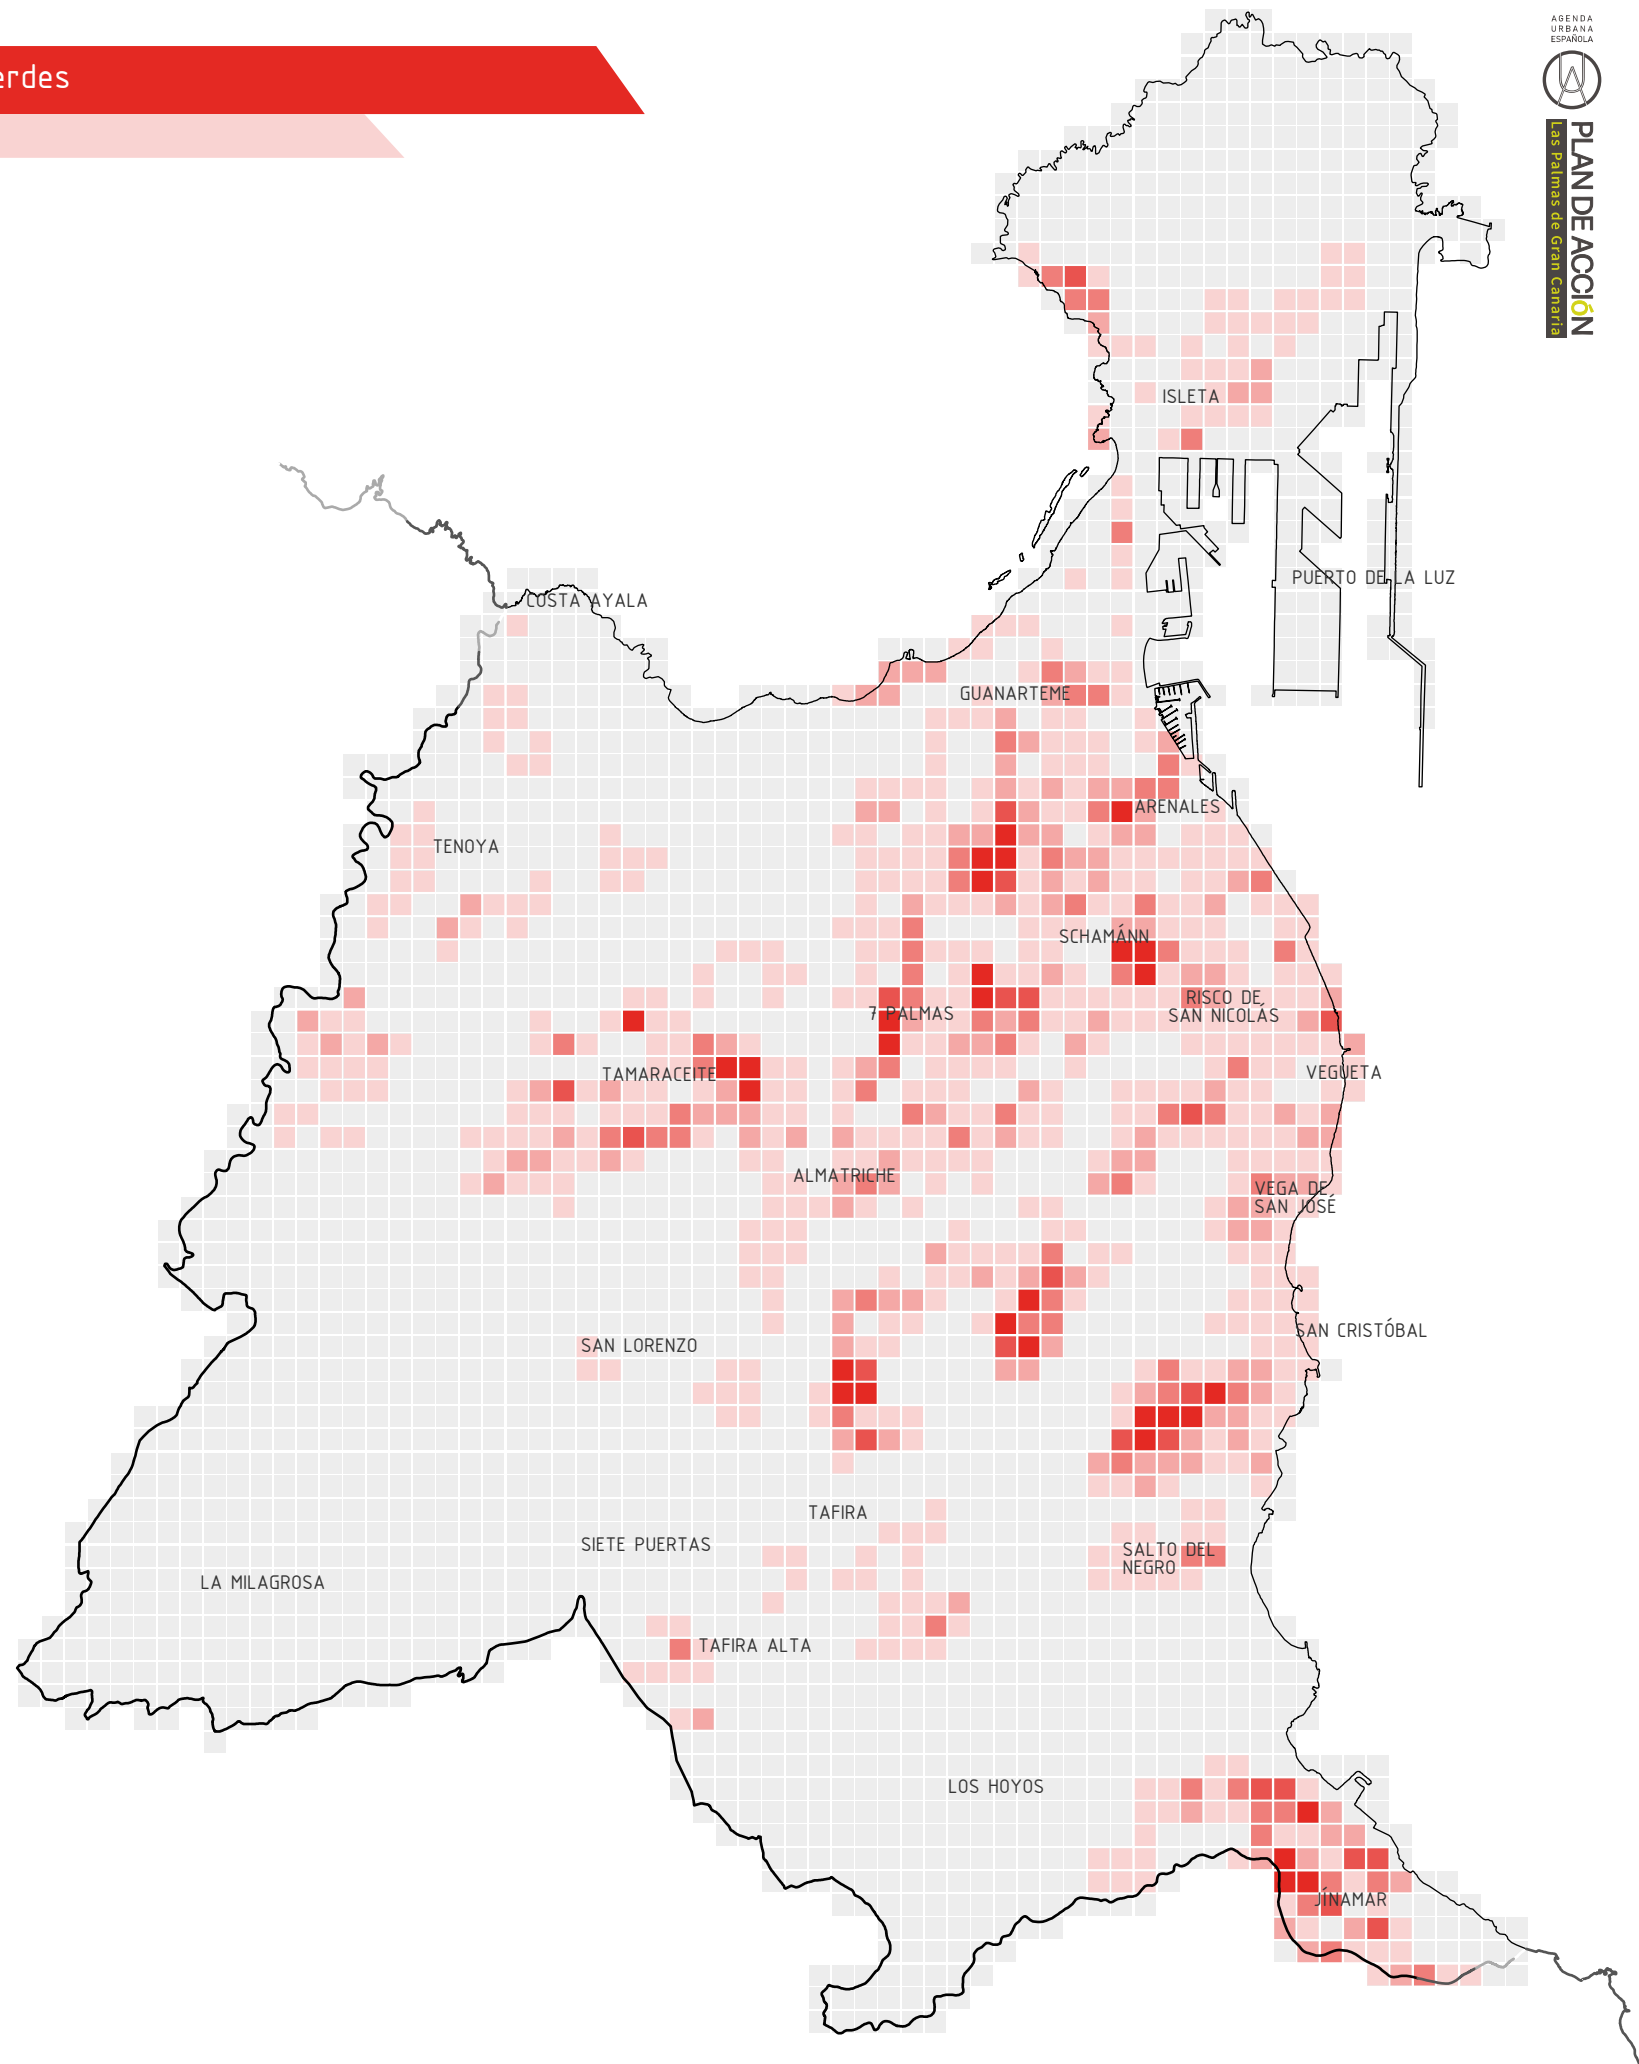 erdes
AGENDA
URBANA
ESPAÑOLA
PLAN DE ACCIÓN
Las Palmas de Gran Canaria
ISLETA
PUERTO DE LA LUZ
COSTA AYALA
GUANARTEME
ARENALES
TENOYA
SCHAMÁNN
7 PALMAS
RISCO DE
SAN NICOLÁS
TAMARACEITE
VEGUETA
ALMATRICHE
VEGA DE
SAN JOSÉ
SAN CRISTÓBAL
SAN LORENZO
TAFIRA
SIETE PUERTAS
SALTO DEL
NEGRO
LA MILAGROSA
TAFIRA ALTA
LOS HOYOS
JÍNAMAR